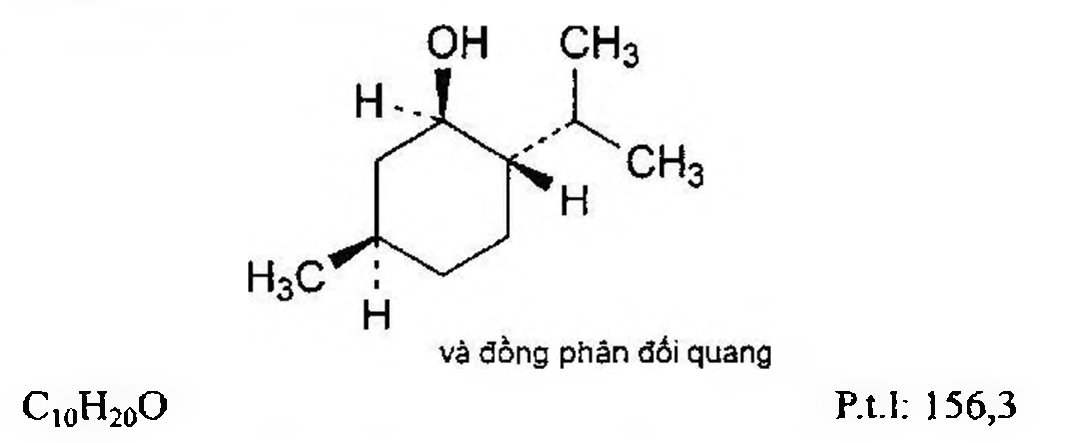 OH CH₃
H
CH₃
H
H₃C
H
và đồng phân đối quang
C₁₀H₂₀O P.t.l: 156,3